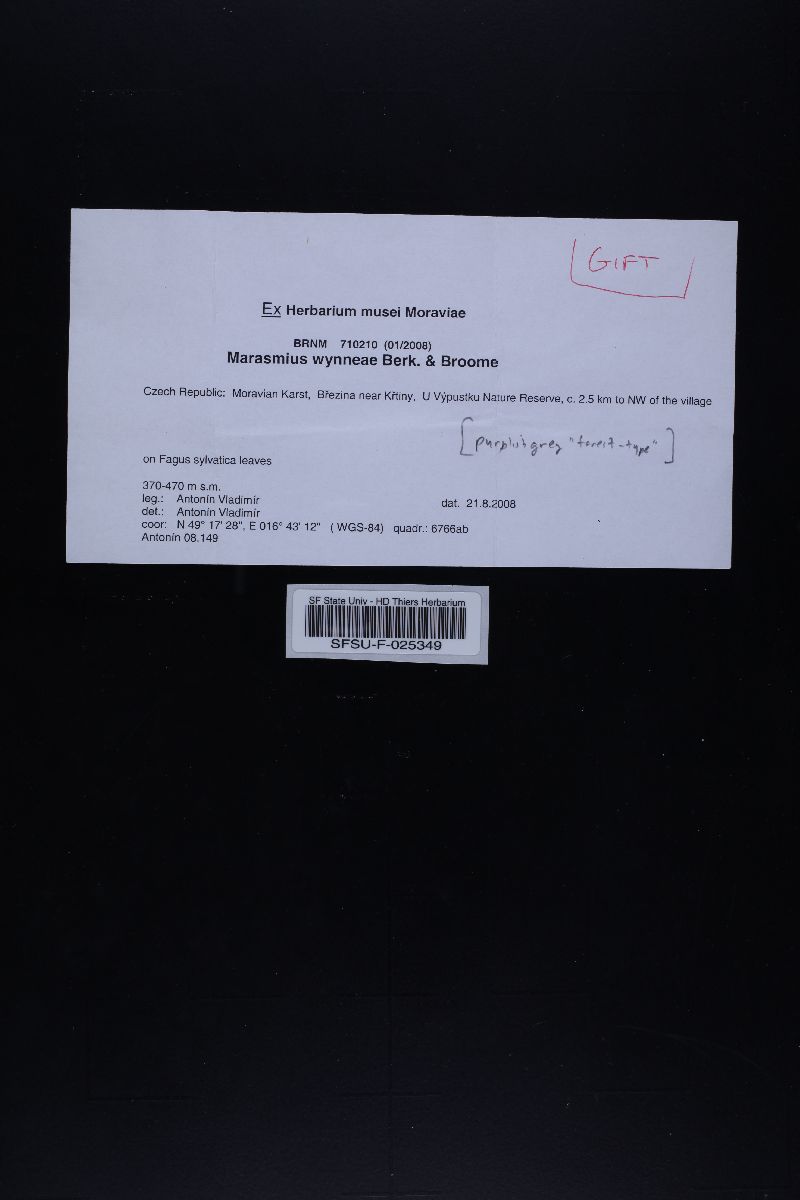 GIFT
Ex Herbarium musei Moraviae
BRNM 710210 (01/2008)
Marasmius wynneae Berk. & Broome
Czech Republic: Moravian Karst, Březina near Křtiny, U Výpustku Nature Reserve, c. 2.5 km to NW of the village
[purplish grey "forest-type"]
on Fagus sylvatica leaves
370-470 m s.m.
leg.: Antonín Vladimír
dat. 21.8.2008
det.: Antonín Vladimír
coor: N 49° 17' 28", E 016° 43' 12" (WGS-84) quadr.: 6766ab
Antonín 08.149
SF State Univ - HD Thiers Herbarium
SFSU-F-025349